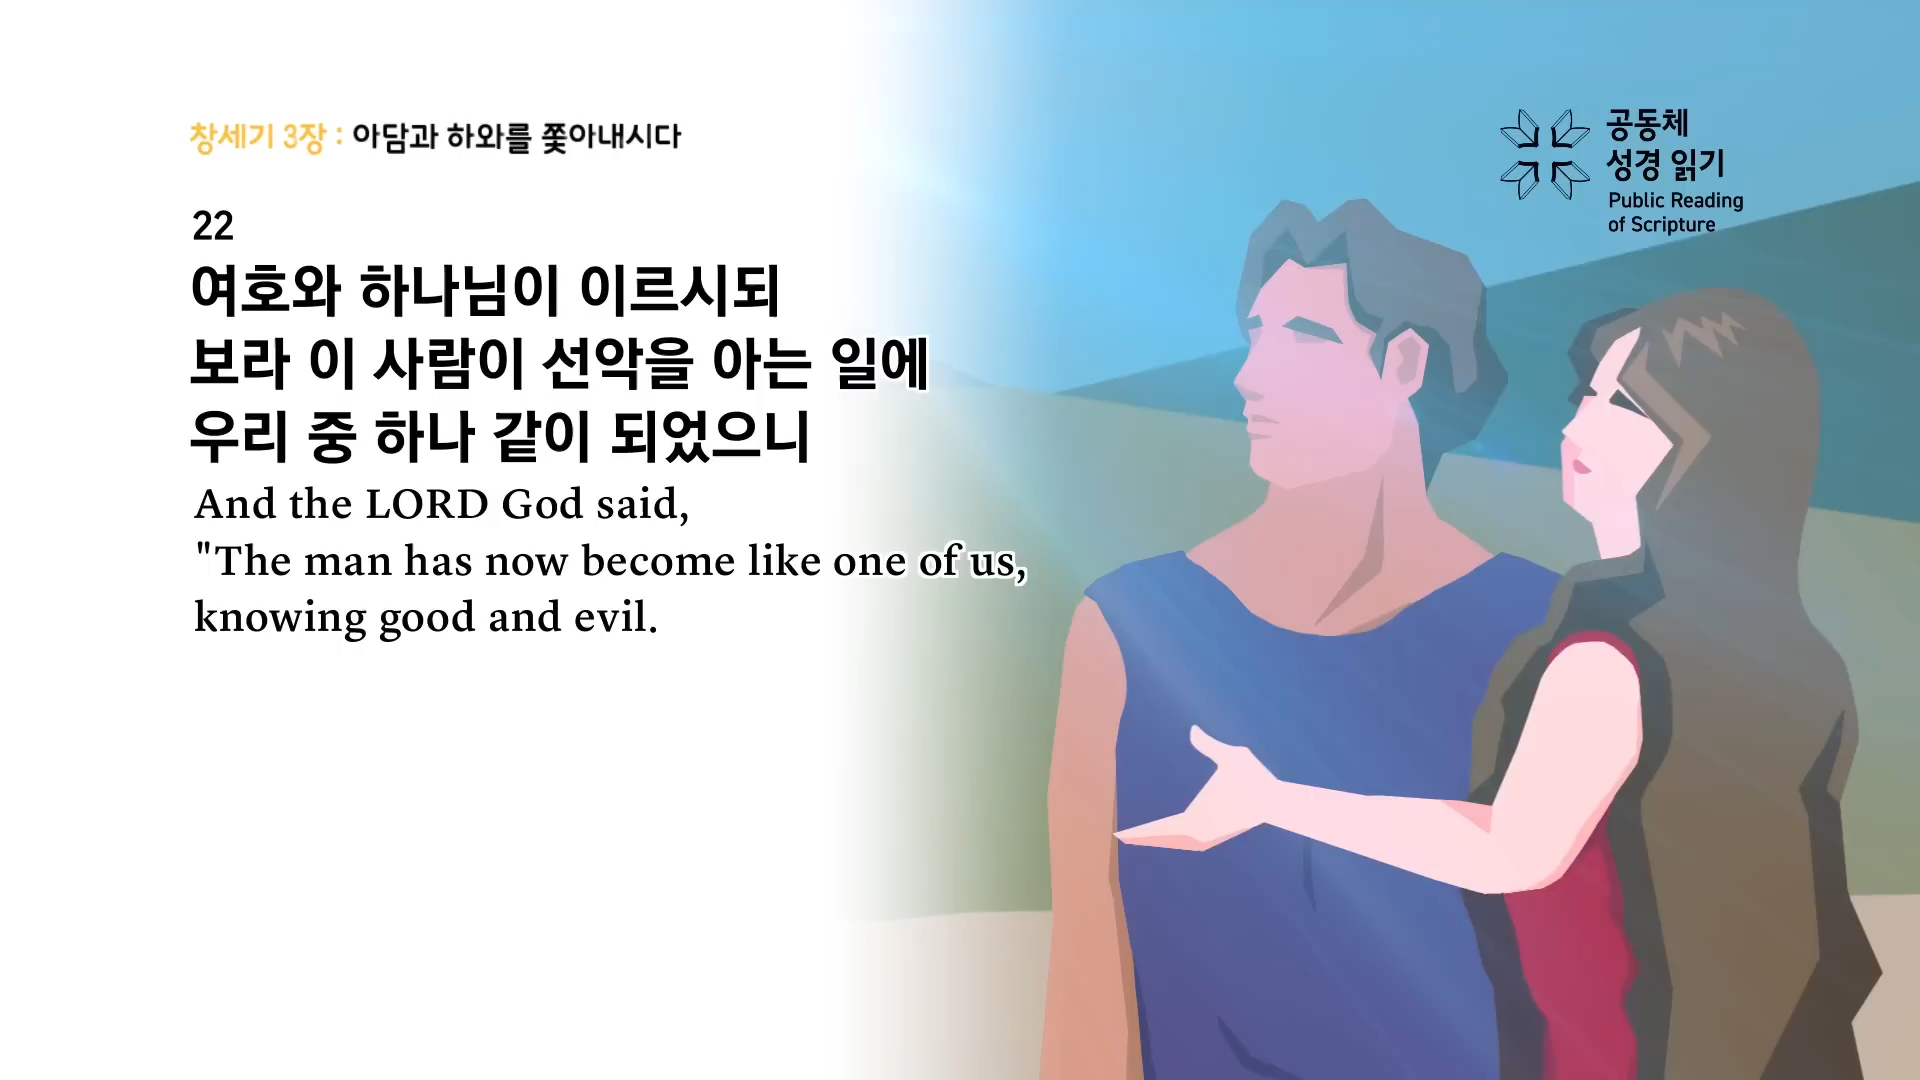 창세기 3장 : 아담과 하와를 쫓아내시다
공동체
성경 읽기
Public Reading
of Scripture
22
여호와 하나님이 이르시되
보라 이 사람이 선악을 아는 일에
우리 중 하나 같이 되었으니
And the LORD God said,
"The man has now become like one of us,
knowing good and evil.